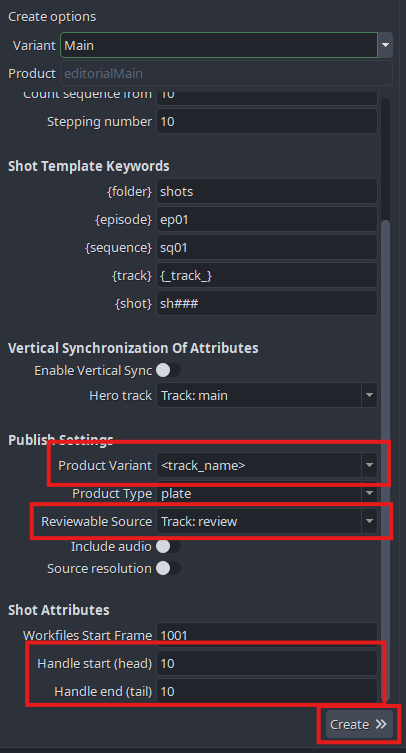 Create options
Variant Main
Product editorialMain
Count sequence from 10
Stepping number 10
Shot Template Keywords
{folder} shots
{episode} ep01
{sequence} sq01
{track} {_track_}
{shot} sh###
Vertical Synchronization Of Attributes
Enable Vertical Sync
Hero track Track: main
Publish Settings
Product Variant <track_name>
Product Type plate
Reviewable Source Track: review
Include audio
Source resolution
Shot Attributes
Workfiles Start Frame 1001
Handle start (head) 10
Handle end (tail) 10
Create »